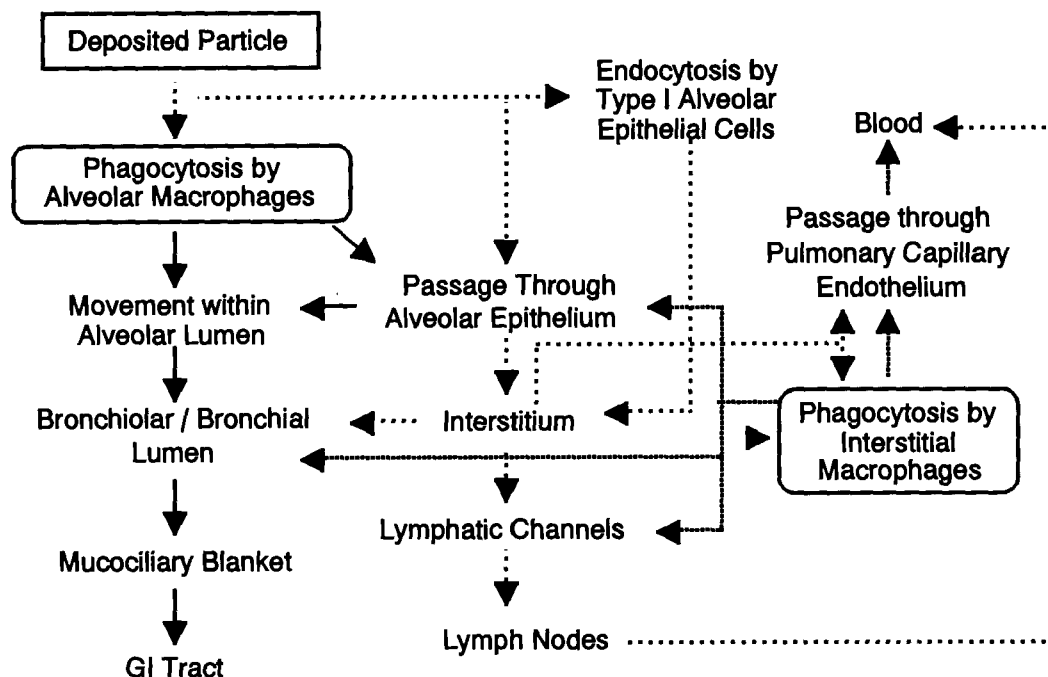 Deposited Particle
Endocytosis by
Type I Alveolar
Epithelial Cells
Blood
Phagocytosis by
Alveolar Macrophages
Passage through
Pulmonary Capillary
Endothelium
Movement within
Alveolar Lumen
Passage Through
Alveolar Epithelium
Bronchiolar / Bronchial
Lumen
Interstitium
Phagocytosis by
Interstitial
Macrophages
Lymphatic Channels
Mucociliary Blanket
Lymph Nodes
GI Tract